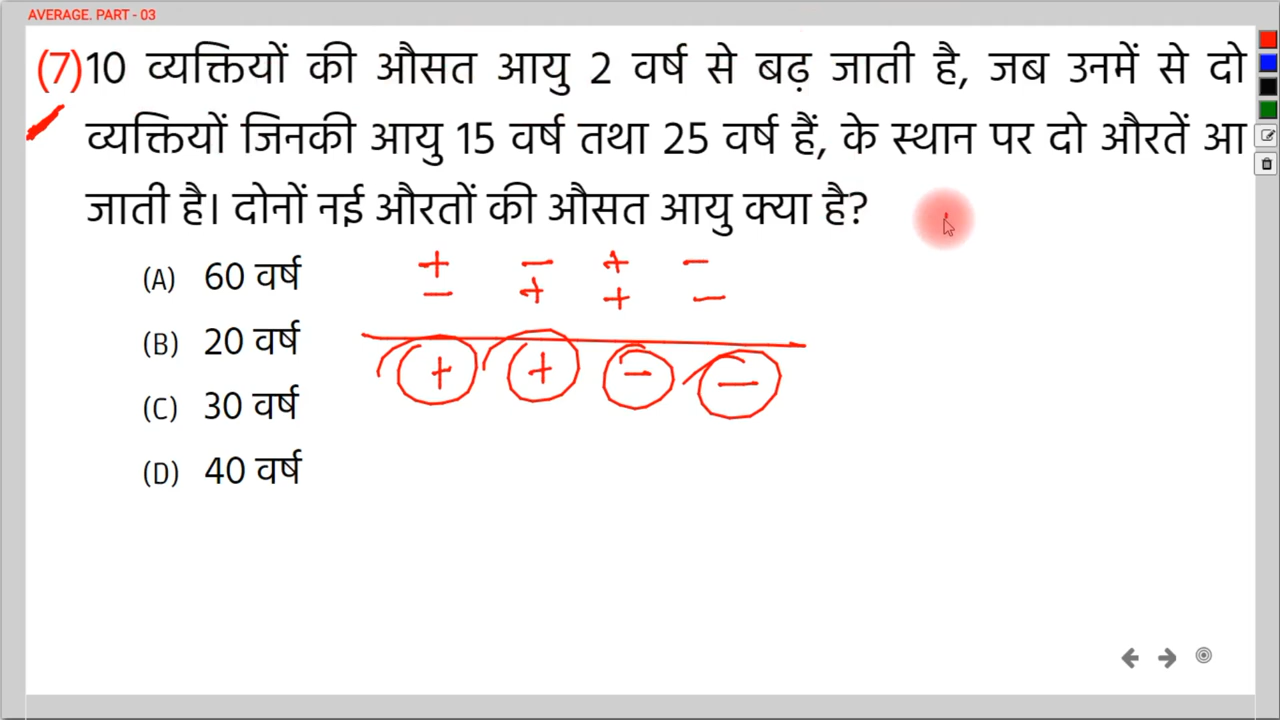 AVERAGE. PART - 03
(7) 10 व्यक्तियों की औसत आयु 2 वर्ष से बढ़ जाती है, जब उनमें से दो
व्यक्तियों जिनकी आयु 15 वर्ष तथा 25 वर्ष हैं, के स्थान पर दो औरतें आ
जाती है। दोनों नई औरतों की औसत आयु क्या है?
(A) 60 वर्ष
(B) 20 वर्ष
(C) 30 वर्ष
(D) 40 वर्ष
+ - + -
- + + -
+ + - -